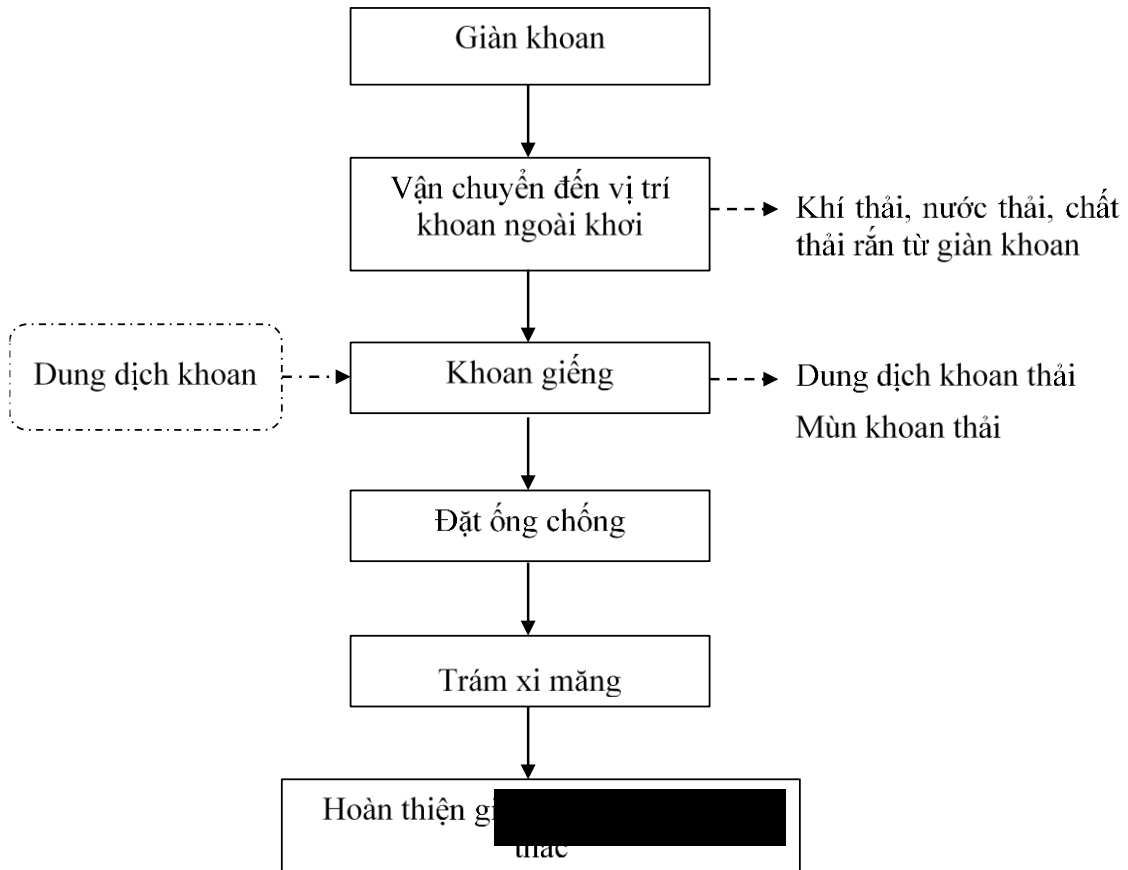 Giàn khoan
Vận chuyển đến vị trí
khoan ngoài khơi
Khí thải, nước thải, chất
thải rắn từ giàn khoan
Dung dịch khoan
Khoan giếng
Dung dịch khoan thải
Mùn khoan thải
Đặt ống chống
Trám xi măng
Hoàn thiện